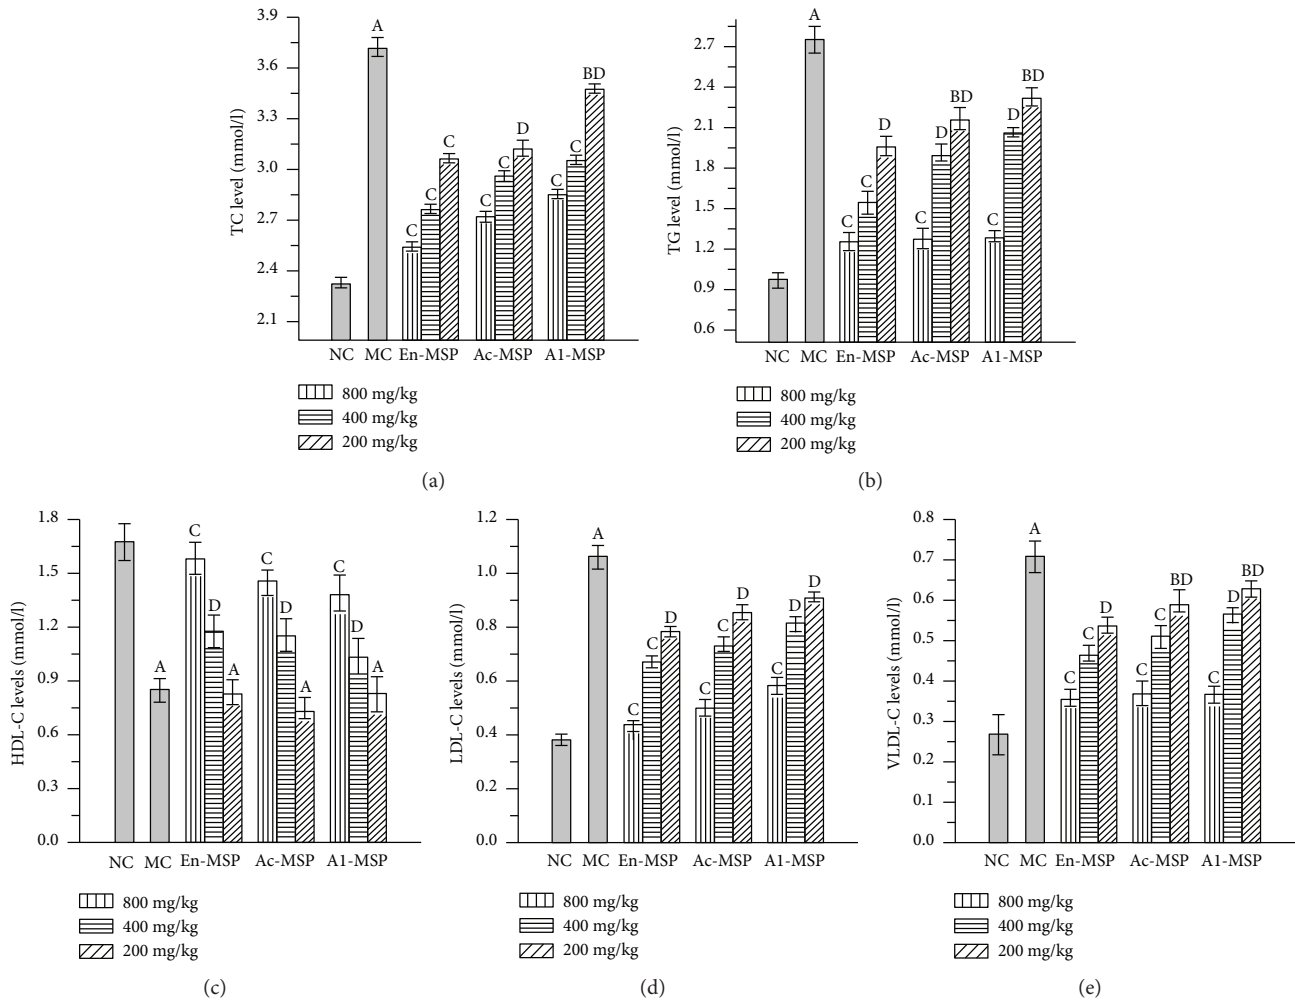 3.9
3.6
3.3
3.0
2.7
2.4
2.1
TC level (mmol/l)
A
C
C
C
C
C
D
C
C
BD
NC MC En-MSP Ac-MSP A1-MSP
800 mg/kg
400 mg/kg
200 mg/kg
(a)
2.7
2.4
2.1
1.8
1.5
1.2
0.9
0.6
TG level (mmol/l)
A
C
C
D
C
D
BD
C
D
BD
NC MC En-MSP Ac-MSP A1-MSP
800 mg/kg
400 mg/kg
200 mg/kg
(b)
1.8
1.5
1.2
0.9
0.6
0.3
0.0
HDL-C levels (mmol/l)
A
C
D
A
C
D
A
C
D
A
NC MC En-MSP Ac-MSP A1-MSP
800 mg/kg
400 mg/kg
200 mg/kg
(c)
1.2
1.0
0.8
0.6
0.4
0.2
0.0
LDL-C levels (mmol/l)
A
C
C
D
C
C
D
C
D
D
NC MC En-MSP Ac-MSP A1-MSP
800 mg/kg
400 mg/kg
200 mg/kg
(d)
0.8
0.7
0.6
0.5
0.4
0.3
0.2
0.1
0.0
VLDL-C levels (mmol/l)
A
C
C
D
C
C
BD
C
D
BD
NC MC En-MSP Ac-MSP A1-MSP
800 mg/kg
400 mg/kg
200 mg/kg
(e)